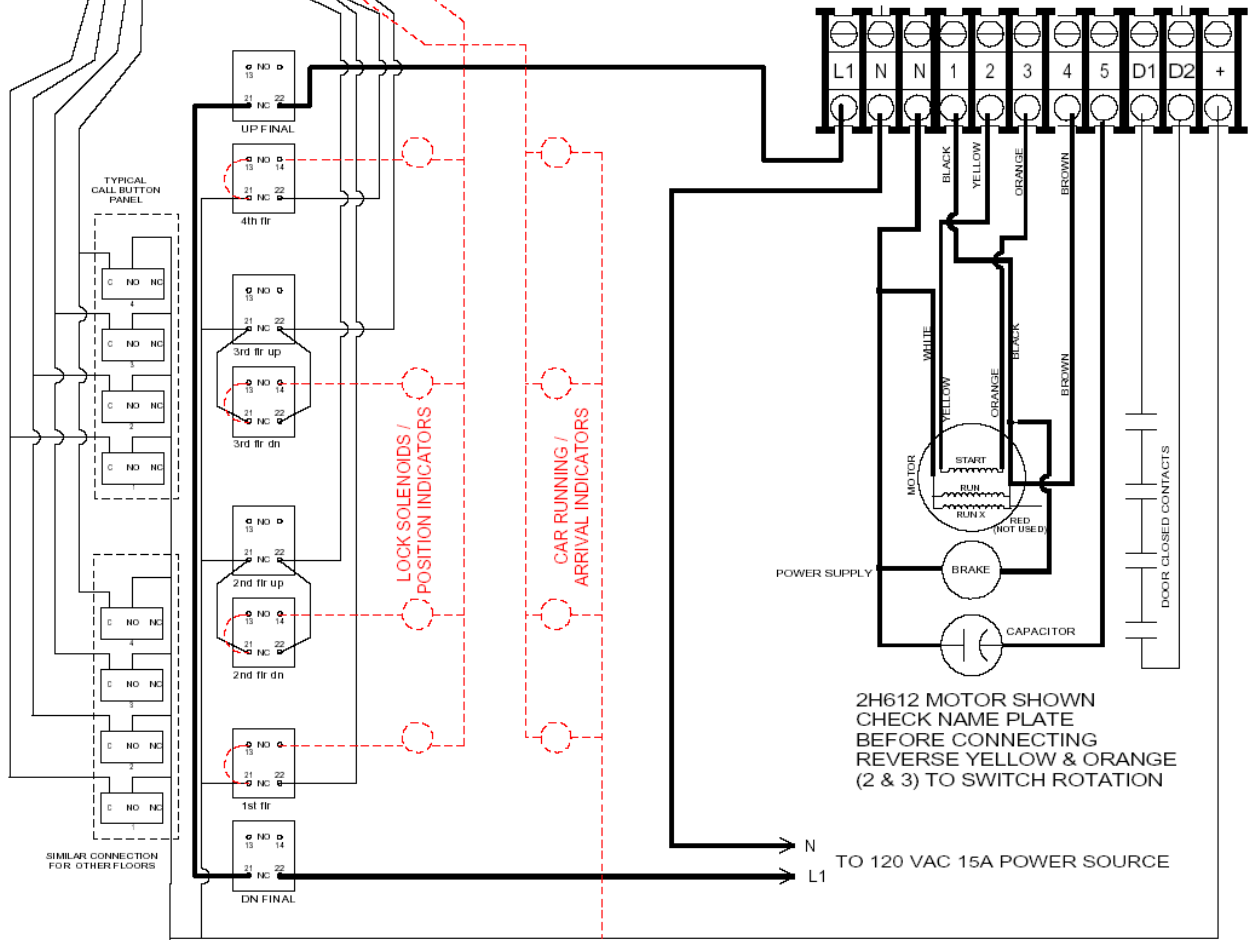 L1 N N 1 2 3 4 5 D1 D2 +
NO
13
21 NC 22
UP FINAL
NO
13 14
21 NC 22
4th flr
NO
13
21 NC 22
3rd flr up
NO
13 14
21 NC 22
3rd flr dn
NO
13
21 NC 22
2nd flr up
NO
13 14
21 NC 22
2nd flr dn
NO
13
21 NC 22
1st flr
NO
13 14
21 NC 22
DN FINAL
TYPICAL
CALL BUTTON
PANEL
C NO NC
4
C NO NC
3
C NO NC
2
C NO NC
1
C NO NC
4
C NO NC
3
C NO NC
2
C NO NC
1
SIMILAR CONNECTION
FOR OTHER FLOORS
LOCK SOLENOIDS /
POSITION INDICATORS
CAR RUNNING /
ARRIVAL INDICATORS
BLACK
YELLOW
ORANGE
BROWN
WHITE
YELLOW
ORANGE
BLACK
BROWN
MOTOR
START
RUN
RUN X
RED
(NOT USED)
POWER SUPPLY
BRAKE
CAPACITOR
DOOR CLOSED CONTACTS
2H612 MOTOR SHOWN
CHECK NAME PLATE
BEFORE CONNECTING
REVERSE YELLOW & ORANGE
(2 & 3) TO SWITCH ROTATION
N
TO 120 VAC 15A POWER SOURCE
L1